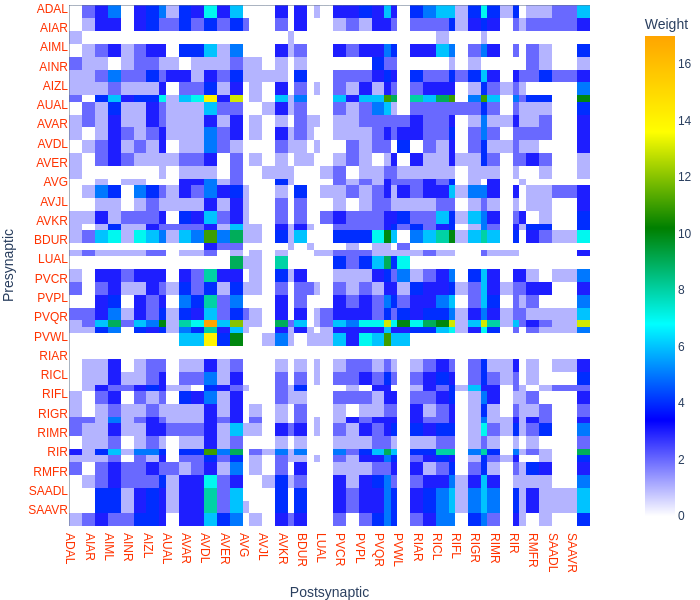 Weight
ADAL
AIAR
AIML
AINR
AIZL
AUAL
AVAR
AVDL
AVER
AVG
AVJL
AVKR
BDUR
LUAL
PVCR
PVPL
PVQR
PVWL
RIAR
RICL
RIFL
RIGR
RIMR
RIR
RMFR
SAADL
SAAVR
16
14
12
10
8
6
4
2
0
Presynaptic
ADAL AIAR AIML AINR AIZL AUAL AVAR AVDL AVER AVG AVJL AVKR BDUR LUAL PVCR PVPL PVQR PVWL RIAR RICL RIFL RIGR RIMR RIR RMFR SAADL SAAVR
Postsynaptic